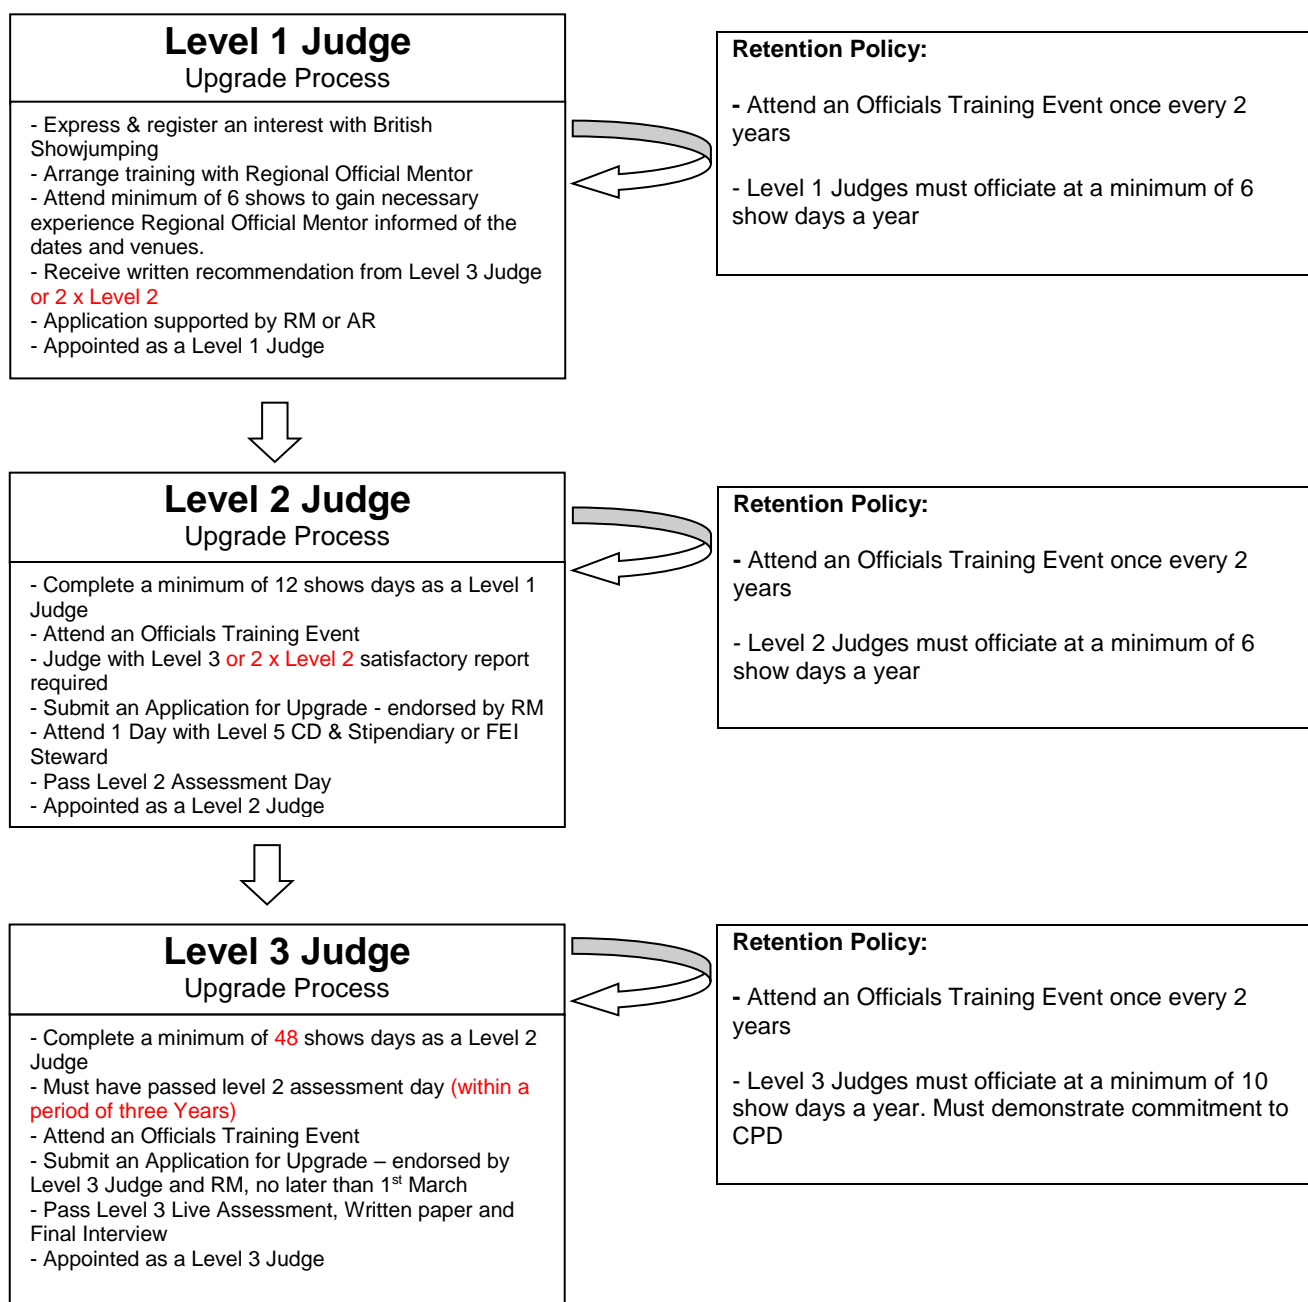 Level 1 Judge
Upgrade Process
- Express & register an interest with British
Showjumping
- Arrange training with Regional Official Mentor
- Attend minimum of 6 shows to gain necessary
experience Regional Official Mentor informed of the
dates and venues.
- Receive written recommendation from Level 3 Judge
or 2 x Level 2
- Application supported by RM or AR
- Appointed as a Level 1 Judge
Retention Policy:
- Attend an Officials Training Event once every 2
years
- Level 1 Judges must officiate at a minimum of 6
show days a year
Level 2 Judge
Upgrade Process
- Complete a minimum of 12 shows days as a Level 1
Judge
- Attend an Officials Training Event
- Judge with Level 3 or 2 x Level 2 satisfactory report
required
- Submit an Application for Upgrade - endorsed by RM
- Attend 1 Day with Level 5 CD & Stipendiary or FEI
Steward
- Pass Level 2 Assessment Day
- Appointed as a Level 2 Judge
Retention Policy:
- Attend an Officials Training Event once every 2
years
- Level 2 Judges must officiate at a minimum of 6
show days a year
Level 3 Judge
Upgrade Process
- Complete a minimum of 48 shows days as a Level 2
Judge
- Must have passed level 2 assessment day (within a
period of three Years)
- Attend an Officials Training Event
- Submit an Application for Upgrade – endorsed by
Level 3 Judge and RM, no later than 1st March
- Pass Level 3 Live Assessment, Written paper and
Final Interview
- Appointed as a Level 3 Judge
Retention Policy:
- Attend an Officials Training Event once every 2
years
- Level 3 Judges must officiate at a minimum of 10
show days a year. Must demonstrate commitment to
CPD